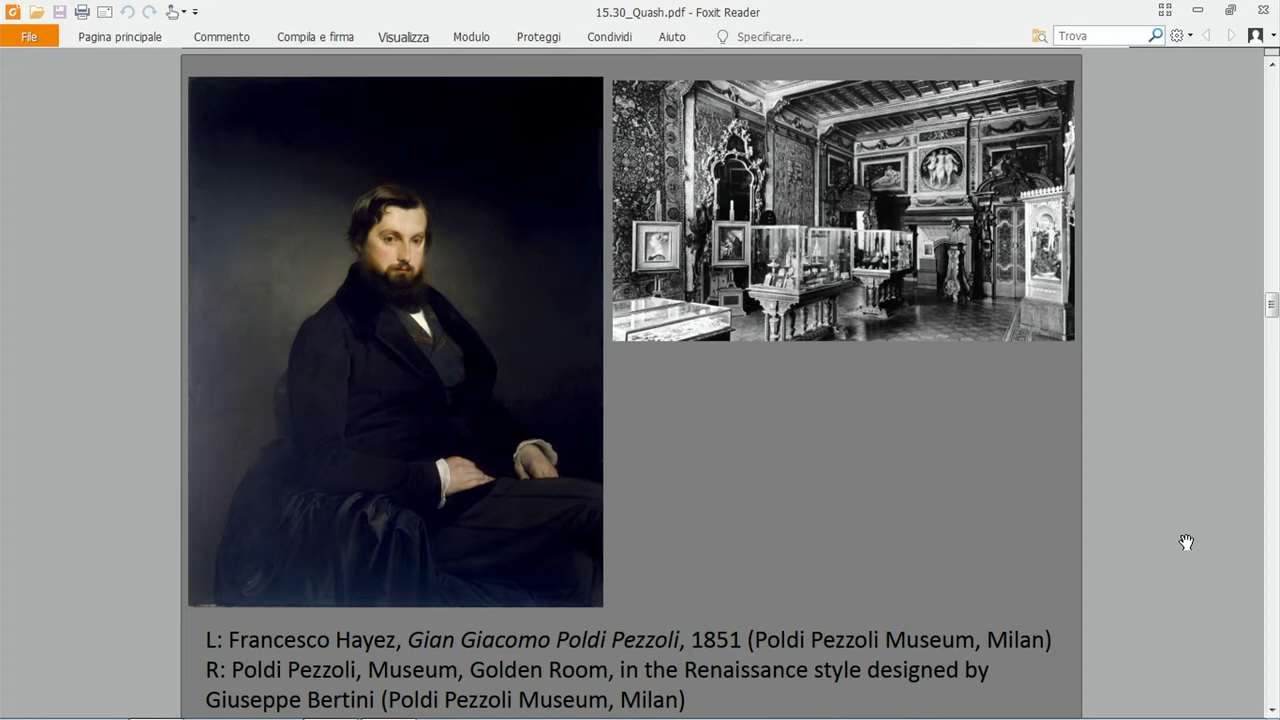 15.30_Quash.pdf - Foxit Reader
File
Pagina principale
Commento
Compila e firma
Visualizza
Modulo
Proteggi
Condividi
Aiuto
Specificare...
Trova
L: Francesco Hayez, Gian Giacomo Poldi Pezzoli, 1851 (Poldi Pezzoli Museum, Milan)
R: Poldi Pezzoli, Museum, Golden Room, in the Renaissance style designed by
Giuseppe Bertini (Poldi Pezzoli Museum, Milan)